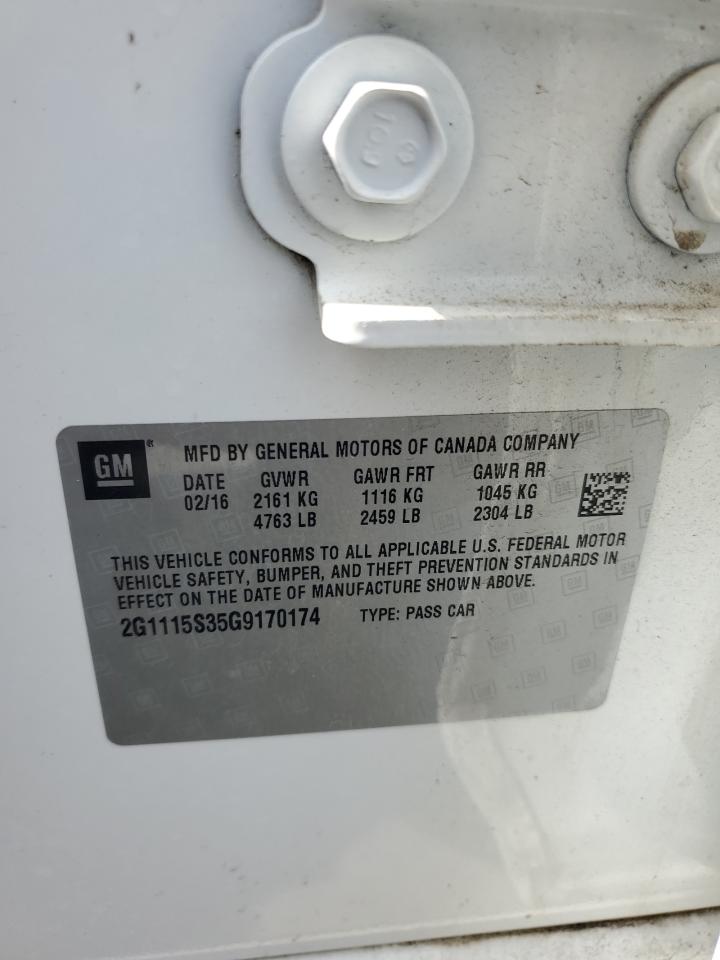 GM®
MFD BY GENERAL MOTORS OF CANADA COMPANY
DATE GVWR GAWR FRT GAWR RR
02/16 2161 KG 1116 KG 1045 KG
4763 LB 2459 LB 2304 LB
THIS VEHICLE CONFORMS TO ALL APPLICABLE U.S. FEDERAL MOTOR
VEHICLE SAFETY, BUMPER, AND THEFT PREVENTION STANDARDS IN
EFFECT ON THE DATE OF MANUFACTURE SHOWN ABOVE.
2G1115S35G9170174 TYPE: PASS CAR